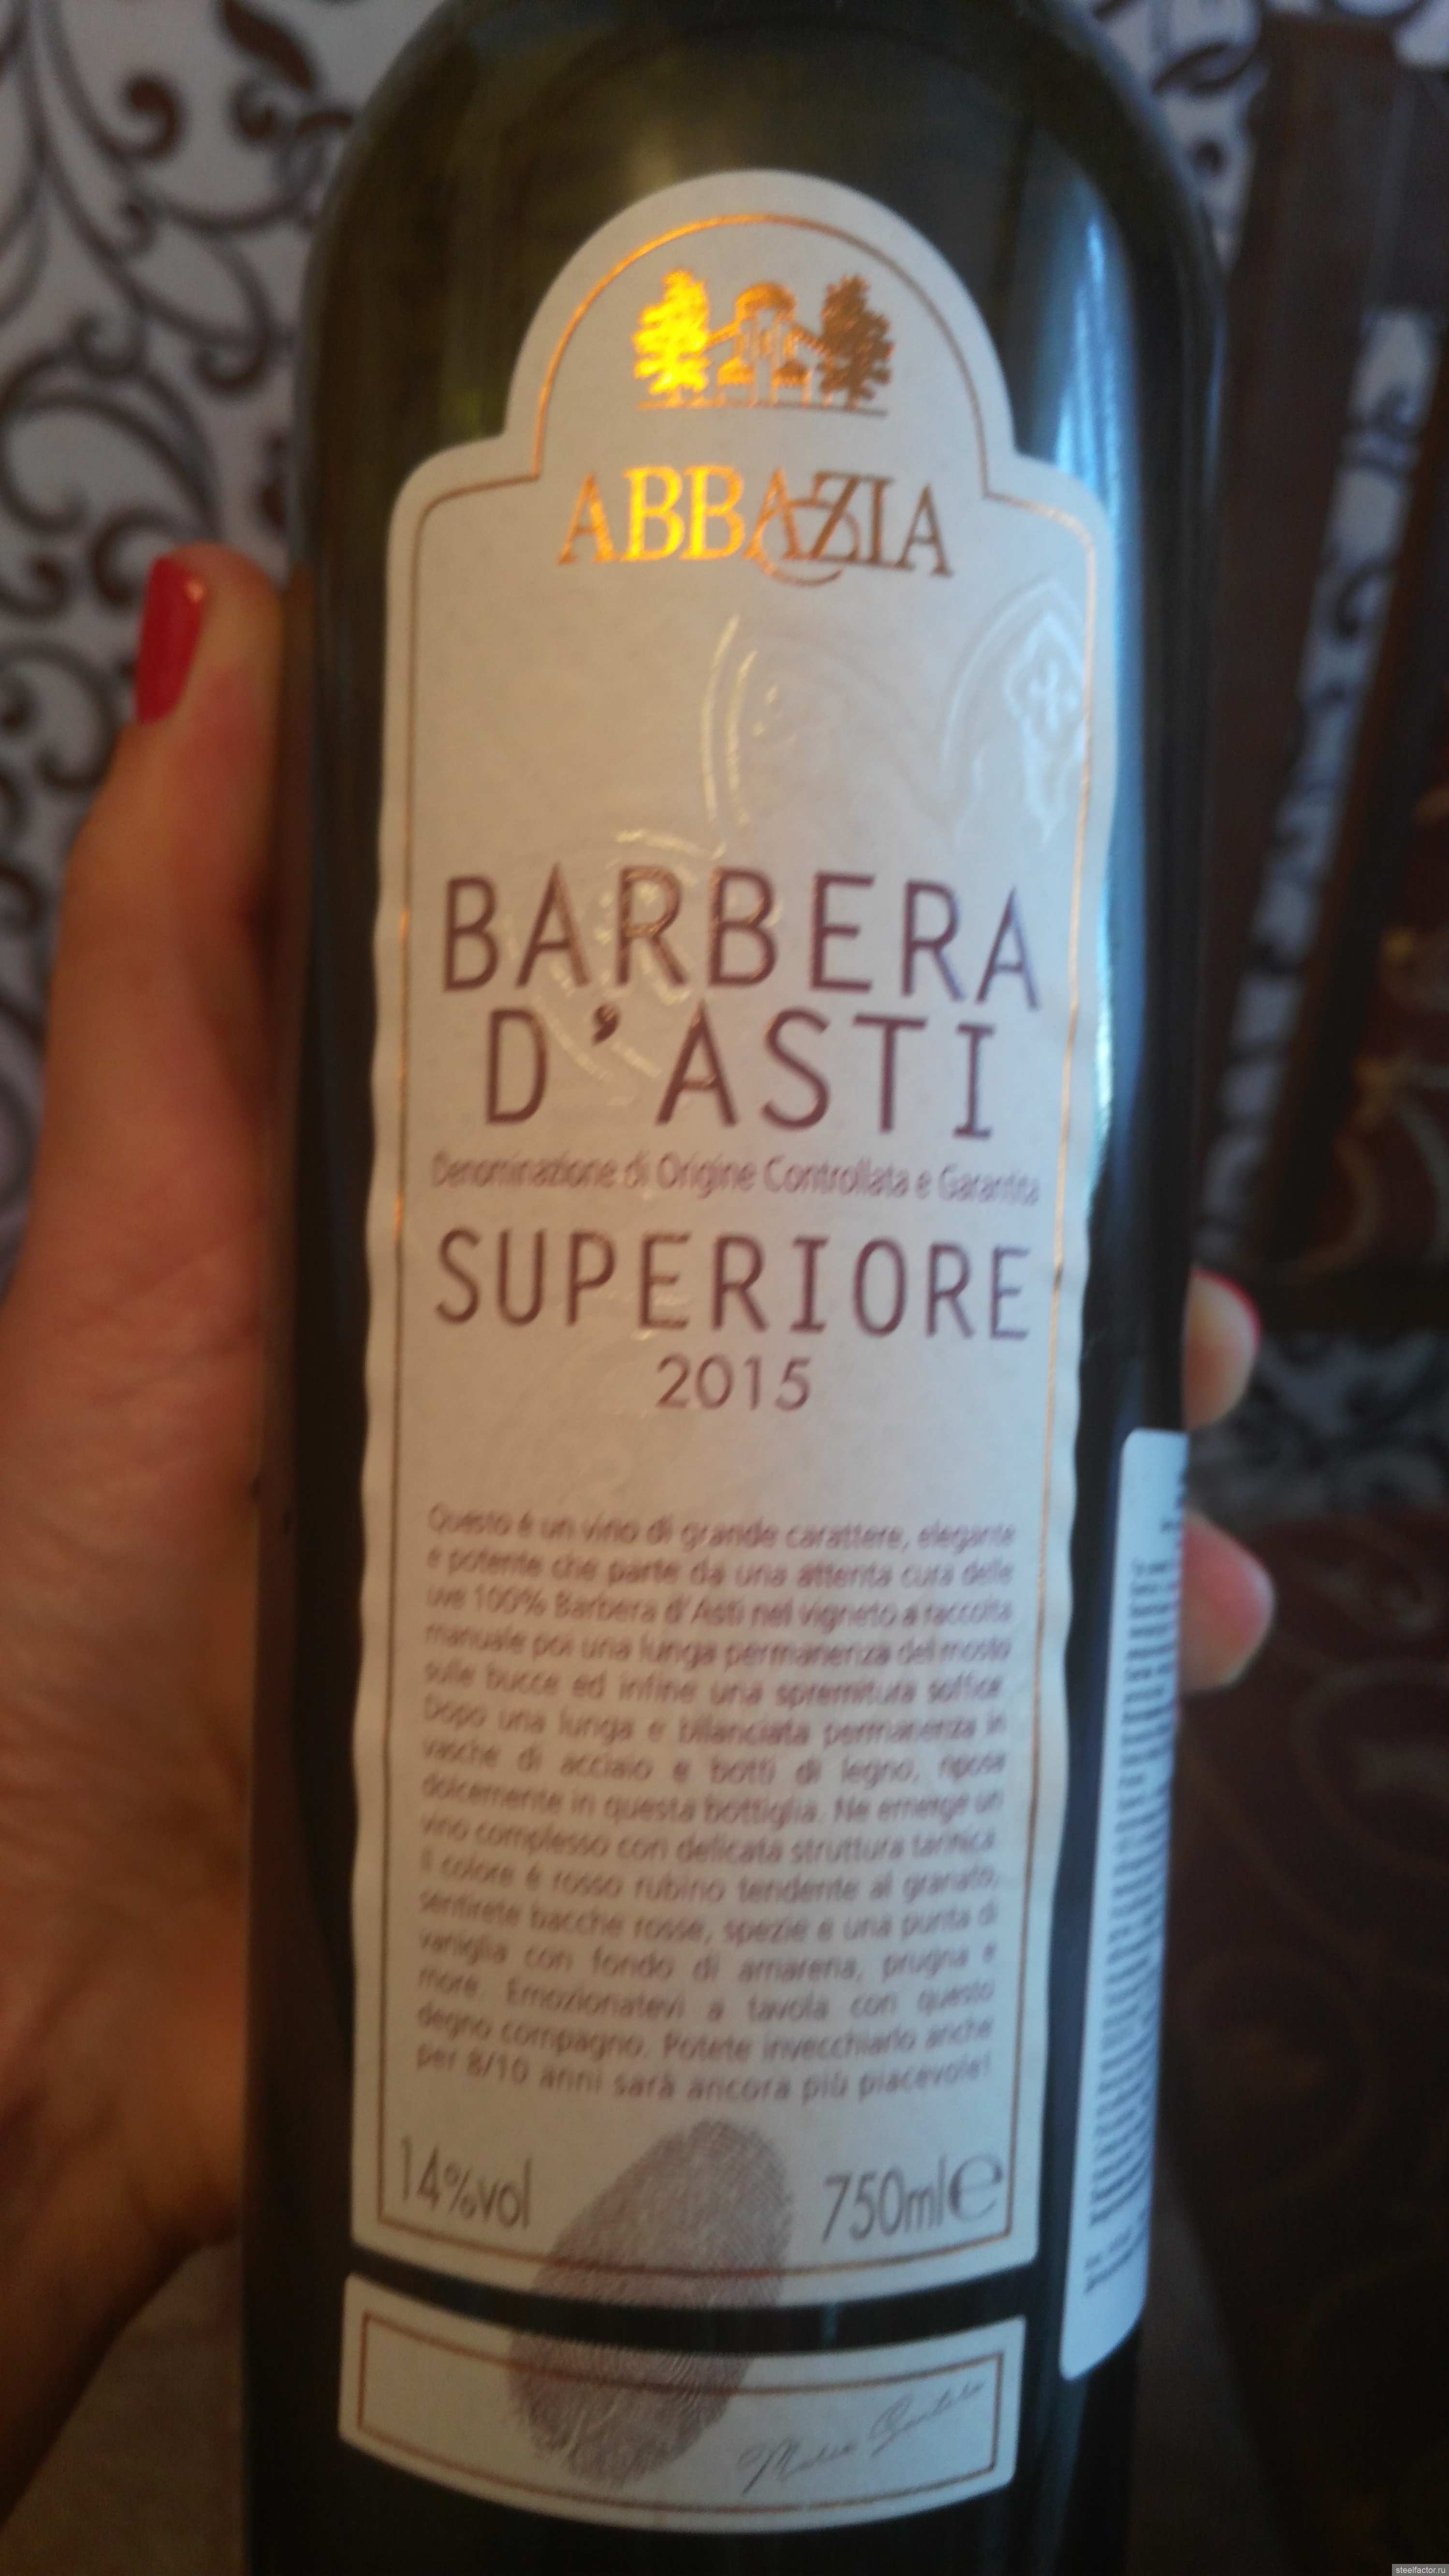 ABBAZIA
BARBERA
D'ASTI
Denominazione di Origine Controllata e Garantita
SUPERIORE
2015
Questo è un vino di grande carattere, elegante
e potente che parte da una attenta cura delle
uve 100% Barbera d'Asti nel vigneto a raccolta
manuale poi una lunga permanenza del mosto
sulle bucce ed infine una spremitura soffice.
Dopo una lunga e bilanciata permanenza in
vasche di acciaio e botti di legno, riposa
dolcemente in questa bottiglia. Ne emerge un
vino complesso con delicata struttura tannica.
Il colore è rosso rubino tendente al granato,
sentirete bacche rosse, spezie e una punta di
vaniglia con fondo di amarena, prugna e
more. Emozionatevi a tavola con questo
degno compagno. Potete invecchiarlo anche
per 8/10 anni sarà ancora più piacevole!
14%vol 750ml e
steelfactor.ru